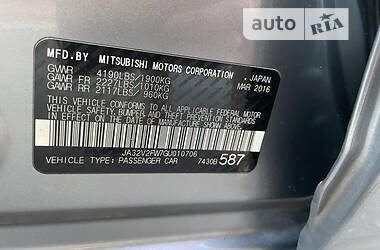 AUTO RIA
MFD.BY MITSUBISHI MOTORS CORPORATION JAPAN
GVWR 4190LBS/1900KG MAR 2016
GAWR FR 2227LBS/1010KG
GAWR RR 2117LBS/ 960KG
THIS VEHICLE CONFORMS TO ALL APPLICABLE FEDERAL MOTOR
VEHICLE SAFETY, BUMPER, AND THEFT PREVENTION STANDARDS
IN EFFECT ON THE DATE OF MANUFACTURE SHOWN ABOVE.
JA32V2FW7GU010706
VEHICLE TYPE: PASSENGER CAR 7430B587